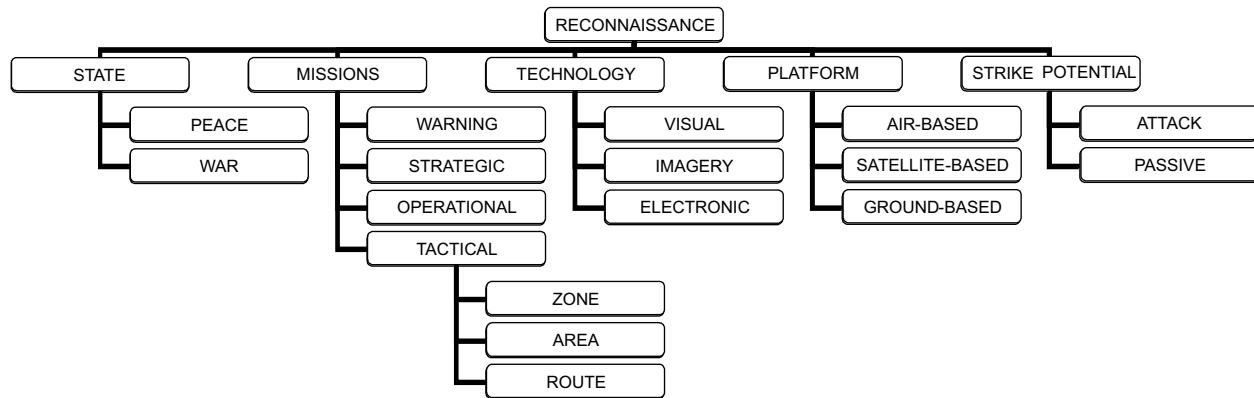 RECONNAISSANCE
STATE
MISSIONS
TECHNOLOGY
PLATFORM
STRIKE POTENTIAL
PEACE
WAR
WARNING
STRATEGIC
OPERATIONAL
TACTICAL
ZONE
AREA
ROUTE
VISUAL
IMAGERY
ELECTRONIC
AIR-BASED
SATELLITE-BASED
GROUND-BASED
ATTACK
PASSIVE